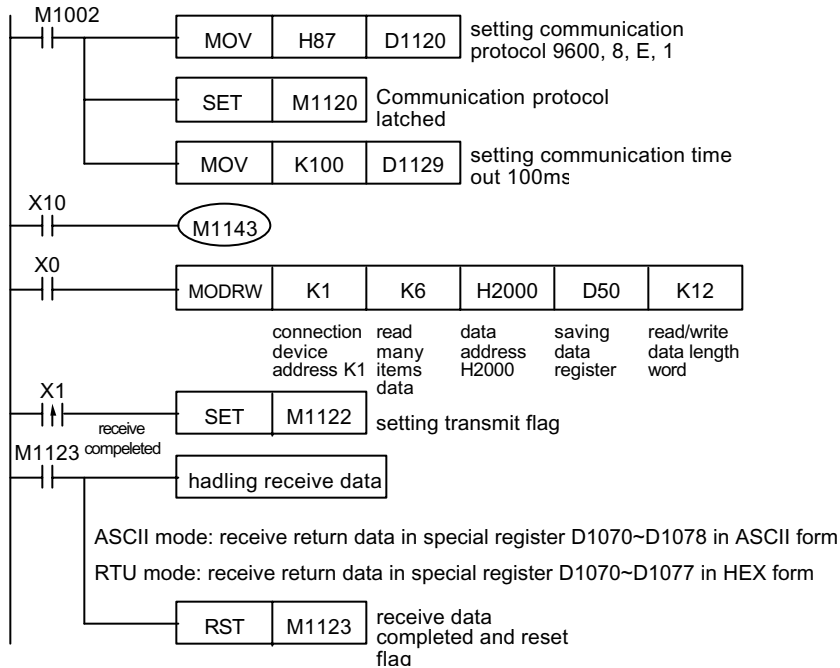 M1002
MOV H87 D1120 setting communication
protocol 9600, 8, E, 1
SET M1120 Communication protocol
latched
MOV K100 D1129 setting communication time
out 100ms
X10
M1143
X0
MODRW K1 K6 H2000 D50 K12
connection read data saving read/write
device many address data data length
address K1 items H2000 register word
data
X1
SET M1122 setting transmit flag
receive
compeleted
M1123
hadling receive data
ASCII mode: receive return data in special register D1070~D1078 in ASCII form
RTU mode: receive return data in special register D1070~D1077 in HEX form
RST M1123 receive data
completed and reset
flag